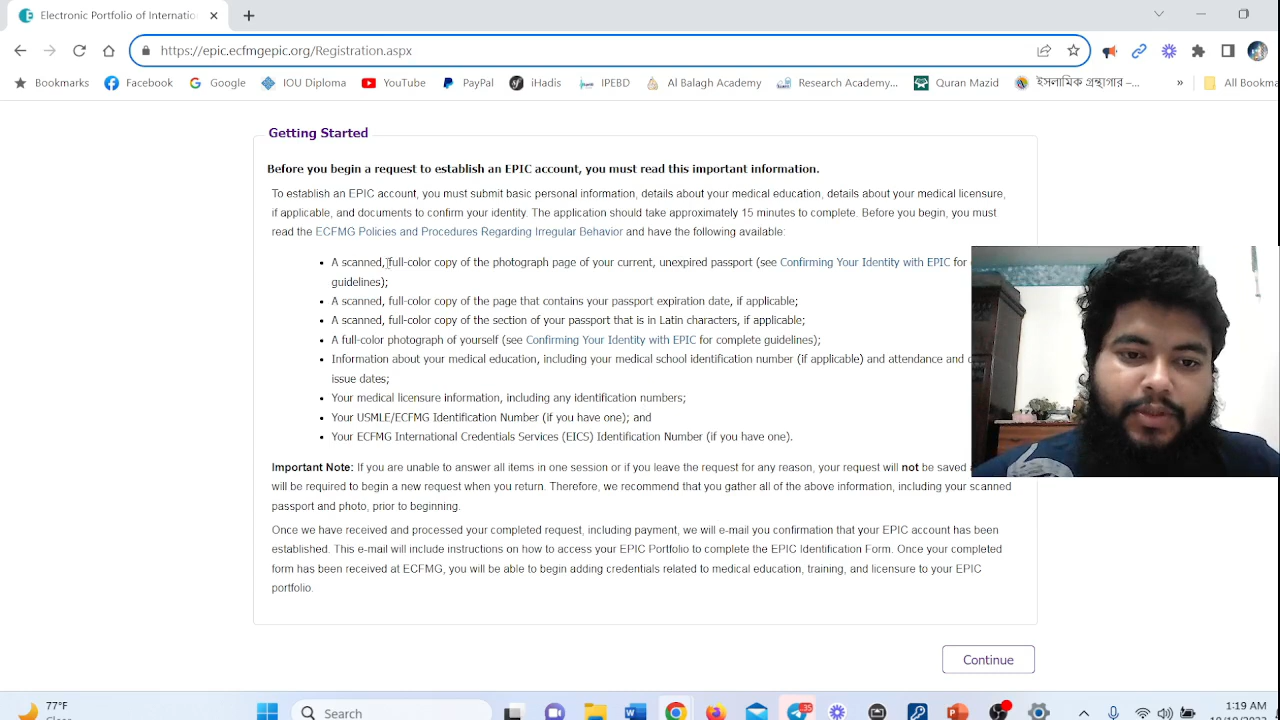 Electronic Portfolio of Internatio
https://epic.ecfmgepic.org/Registration.aspx
Bookmarks Facebook Google IOU Diploma YouTube PayPal iHadis IPEBD Al Balagh Academy Research Academy... Quran Mazid ইসলামিক গ্রন্থাগার –... » All Bookma
Getting Started
Before you begin a request to establish an EPIC account, you must read this important information.
To establish an EPIC account, you must submit basic personal information, details about your medical education, details about your medical licensure,
if applicable, and documents to confirm your identity. The application should take approximately 15 minutes to complete. Before you begin, you must
read the ECFMG Policies and Procedures Regarding Irregular Behavior and have the following available:
• A scanned, full-color copy of the photograph page of your current, unexpired passport (see Confirming Your Identity with EPIC for
guidelines);
• A scanned, full-color copy of the page that contains your passport expiration date, if applicable;
• A scanned, full-color copy of the section of your passport that is in Latin characters, if applicable;
• A full-color photograph of yourself (see Confirming Your Identity with EPIC for complete guidelines);
• Information about your medical education, including your medical school identification number (if applicable) and attendance and
issue dates;
• Your medical licensure information, including any identification numbers;
• Your USMLE/ECFMG Identification Number (if you have one); and
• Your ECFMG International Credentials Services (EICS) Identification Number (if you have one).
Important Note: If you are unable to answer all items in one session or if you leave the request for any reason, your request will not be saved
will be required to begin a new request when you return. Therefore, we recommend that you gather all of the above information, including your scanned
passport and photo, prior to beginning.
Once we have received and processed your completed request, including payment, we will e-mail you confirmation that your EPIC account has been
established. This e-mail will include instructions on how to access your EPIC Portfolio to complete the EPIC Identification Form. Once your completed
form has been received at ECFMG, you will be able to begin adding credentials related to medical education, training, and licensure to your EPIC
portfolio.
Continue
77°F
Search
35
1:19 AM